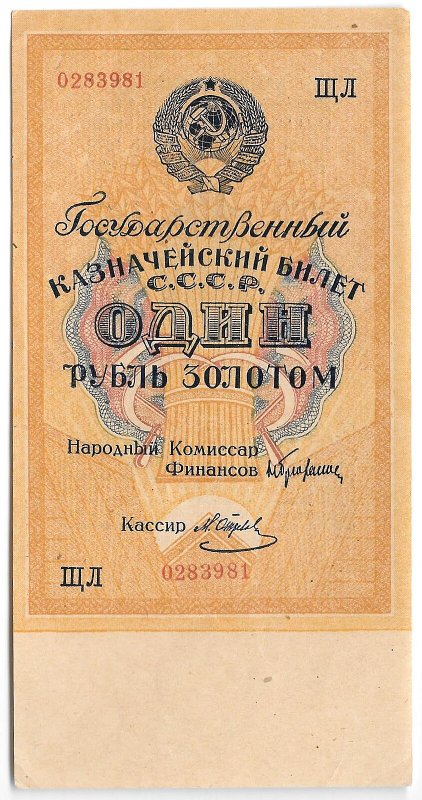 0283981
ЩЛ
Государственный
КАЗНАЧЕЙСКИЙ БИЛЕТ
С.С.С.Р.
ОДИН
РУБЛЬ ЗОЛОТОМ
Народный Комиссар
Финансов
Кассир
ЩЛ
0283981